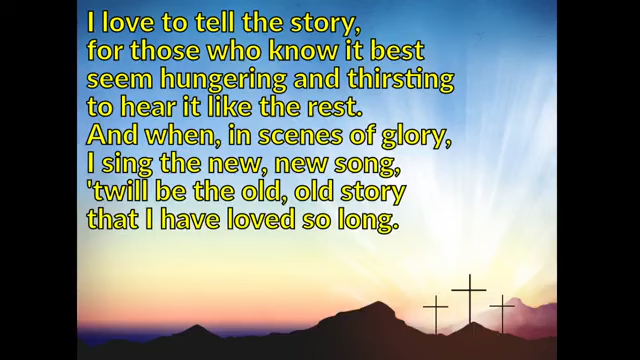 I love to tell the story,
for those who know it best
seem hungering and thirsting
to hear it like the rest.
And when, in scenes of glory,
I sing the new, new song,
'twill be the old, old story
that I have loved so long.